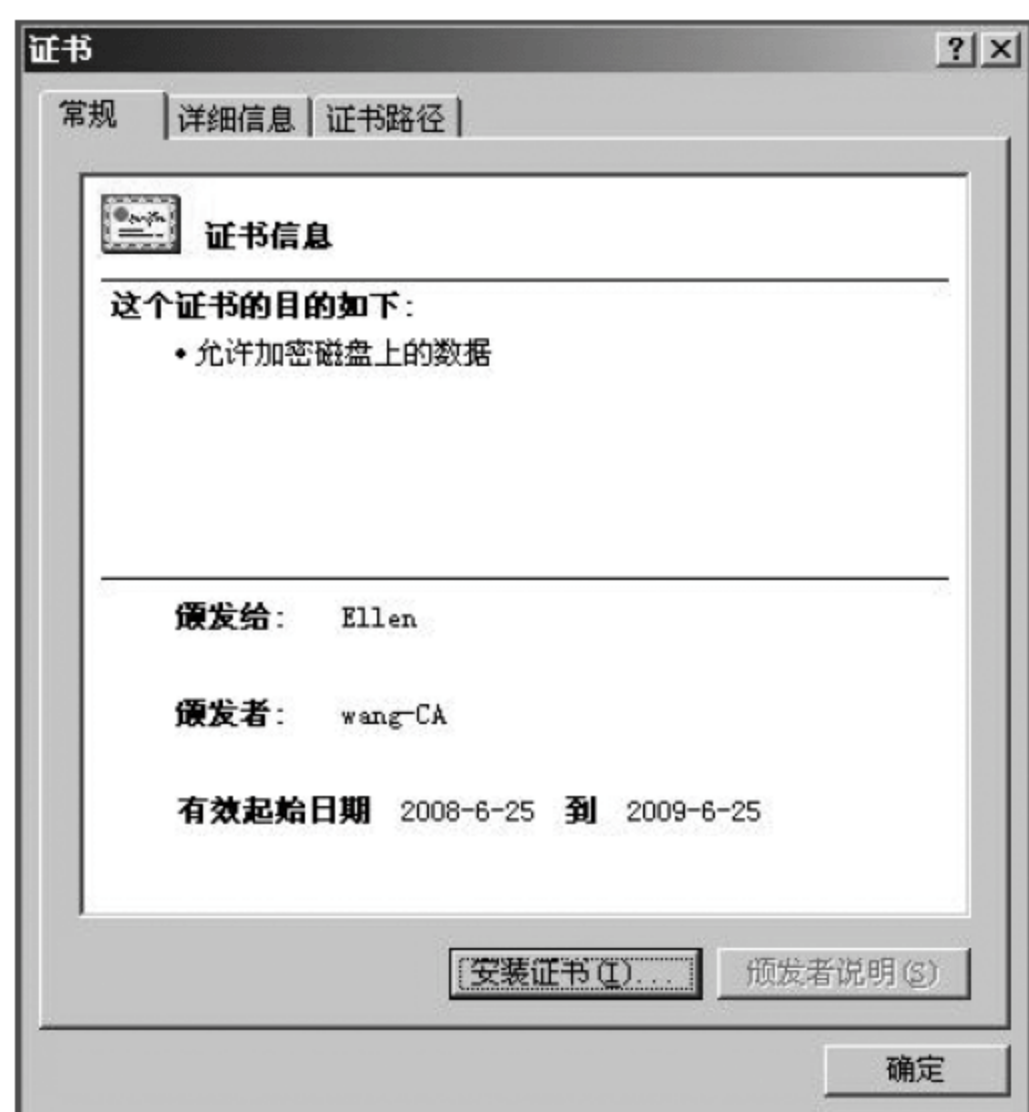 证书
常规 详细信息 证书路径
证书信息
这个证书的目的如下:
•允许加密磁盘上的数据
颁发给: Ellen
颁发者: wang-CA
有效起始日期 2008-6-25 到 2009-6-25
安装证书(I)... 颁发者说明(S)
确定